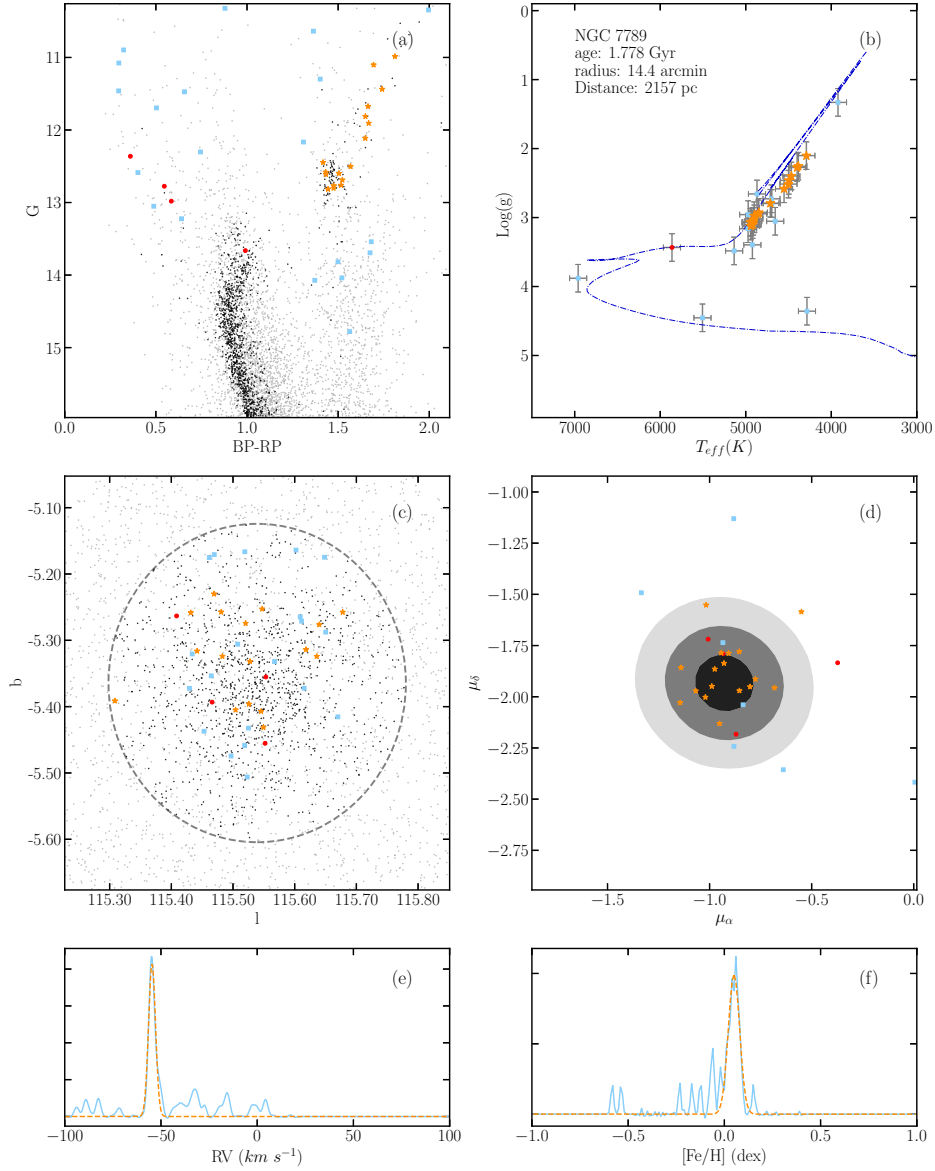 (a)
11
12
13
14
15
G
0.0 0.5 1.0 1.5 2.0
BP-RP
(b)
NGC 7789
age: 1.778 Gyr
radius: 14.4 arcmin
Distance: 2157 pc
0
1
2
3
4
5
Log(g)
7000 6000 5000 4000 3000
T_{eff}(K)
(c)
-5.10
-5.20
-5.30
-5.40
-5.50
-5.60
b
115.30 115.40 115.50 115.60 115.70 115.80
l
(d)
−1.00
−1.25
−1.50
−1.75
−2.00
−2.25
−2.50
−2.75
μ_δ
−1.5 −1.0 −0.5 0.0
μ_α
(e)
−100 −50 0 50 100
RV (km s⁻¹)
(f)
−1.0 −0.5 0.0 0.5 1.0
[Fe/H] (dex)